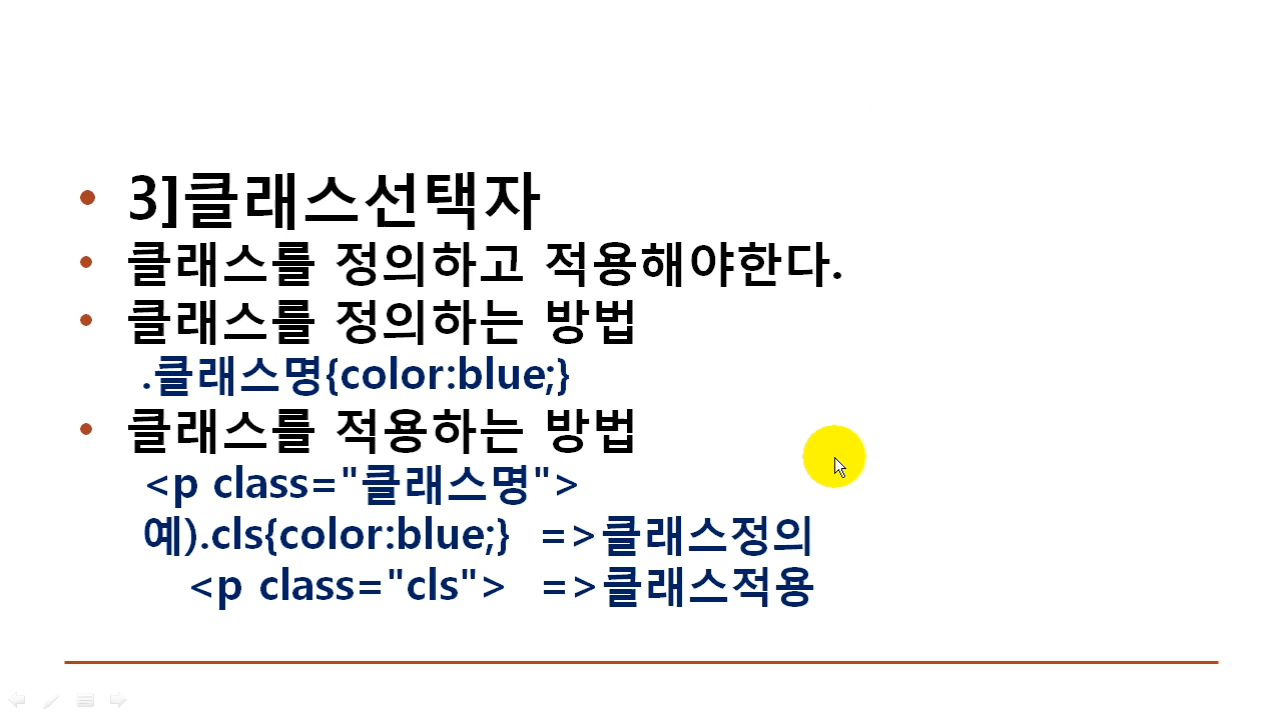 3]클래스선택자
클래스를 정의하고 적용해야한다.
클래스를 정의하는 방법
.클래스명{color:blue;}
클래스를 적용하는 방법
<p class="클래스명">
예).cls{color:blue;} =>클래스정의
<p class="cls"> =>클래스적용